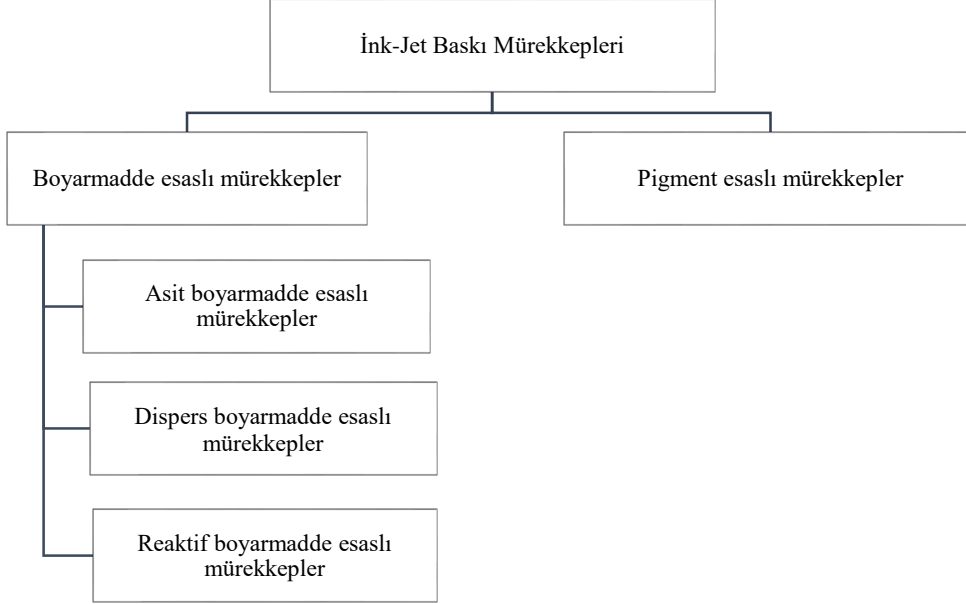 İnk-Jet Baskı Mürekkepleri
Boyarmadde esaslı mürekkepler
Pigment esaslı mürekkepler
Asit boyarmadde esaslı
mürekkepler
Dispers boyarmadde esaslı
mürekkepler
Reaktif boyarmadde esaslı
mürekkepler